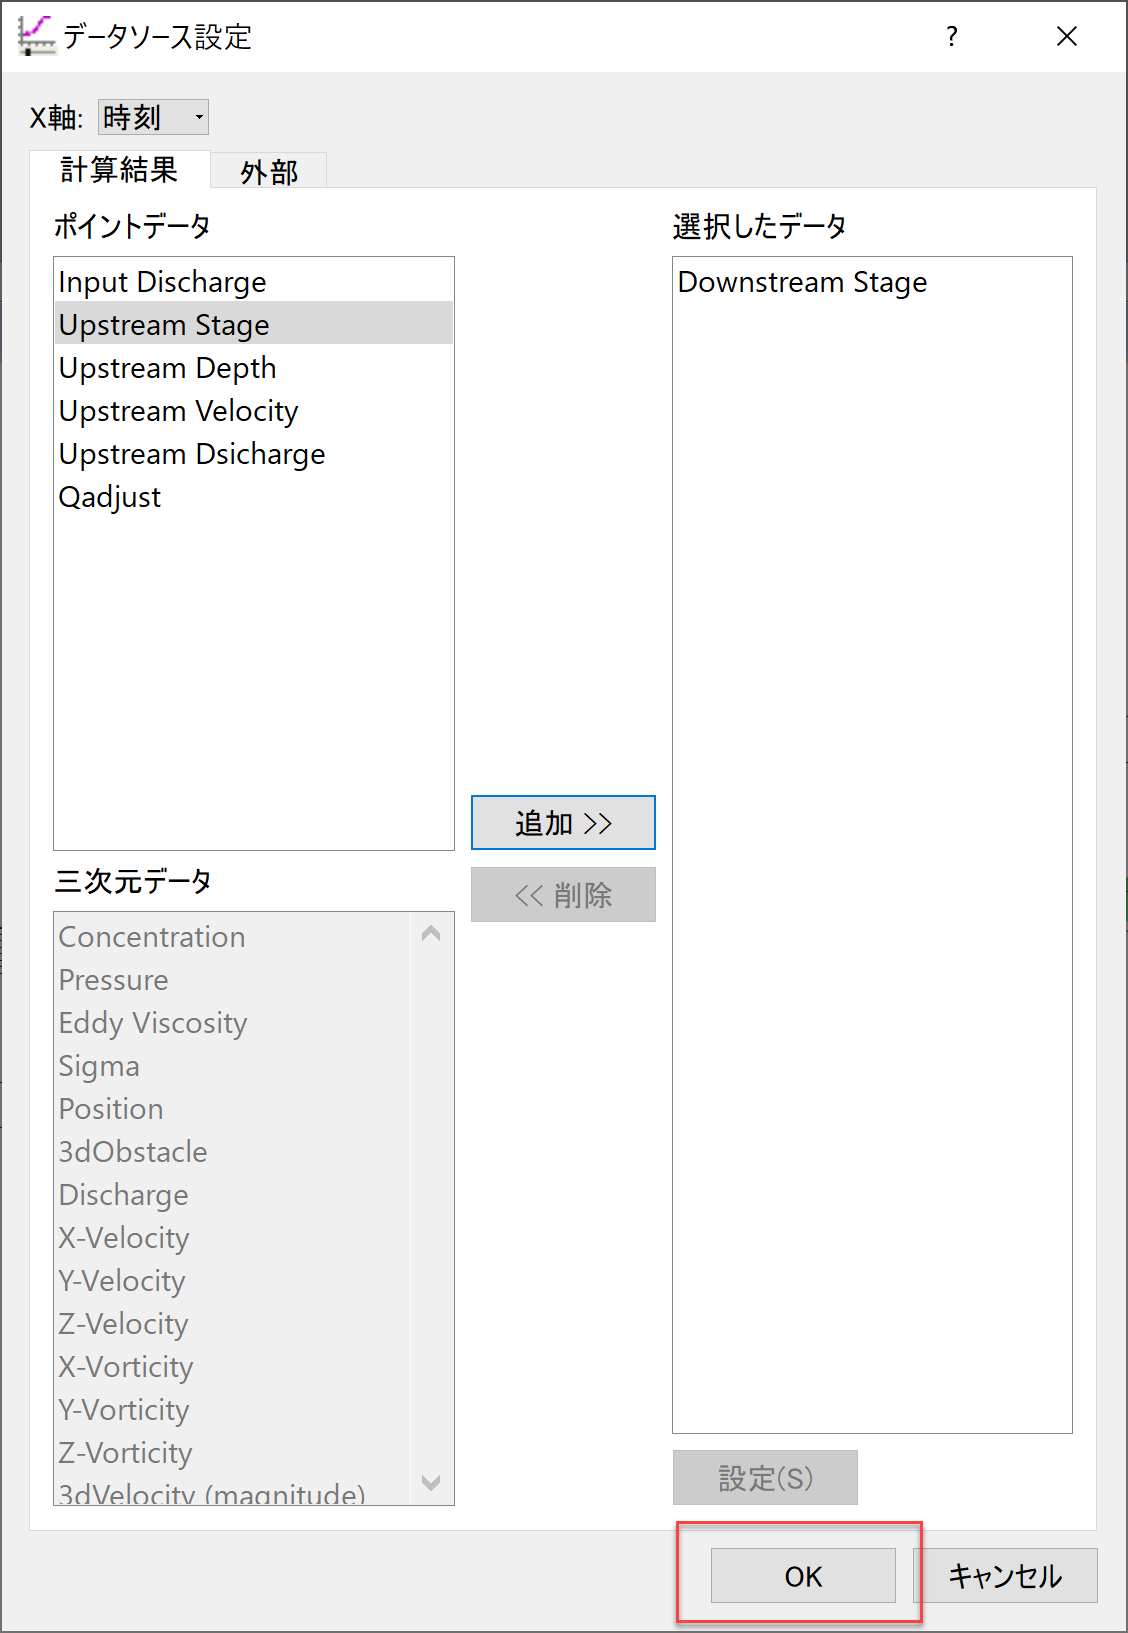 データソース設定
?
X軸: 時刻
計算結果
外部
ポイントデータ
Input Discharge
Upstream Stage
Upstream Depth
Upstream Velocity
Upstream Dsicharge
Qadjust
追加 >>
<< 削除
三次元データ
Concentration
Pressure
Eddy Viscosity
Sigma
Position
3dObstacle
Discharge
X-Velocity
Y-Velocity
Z-Velocity
X-Vorticity
Y-Vorticity
Z-Vorticity
3dVelocity (magnitude)
選択したデータ
Downstream Stage
設定(S)
OK
キャンセル